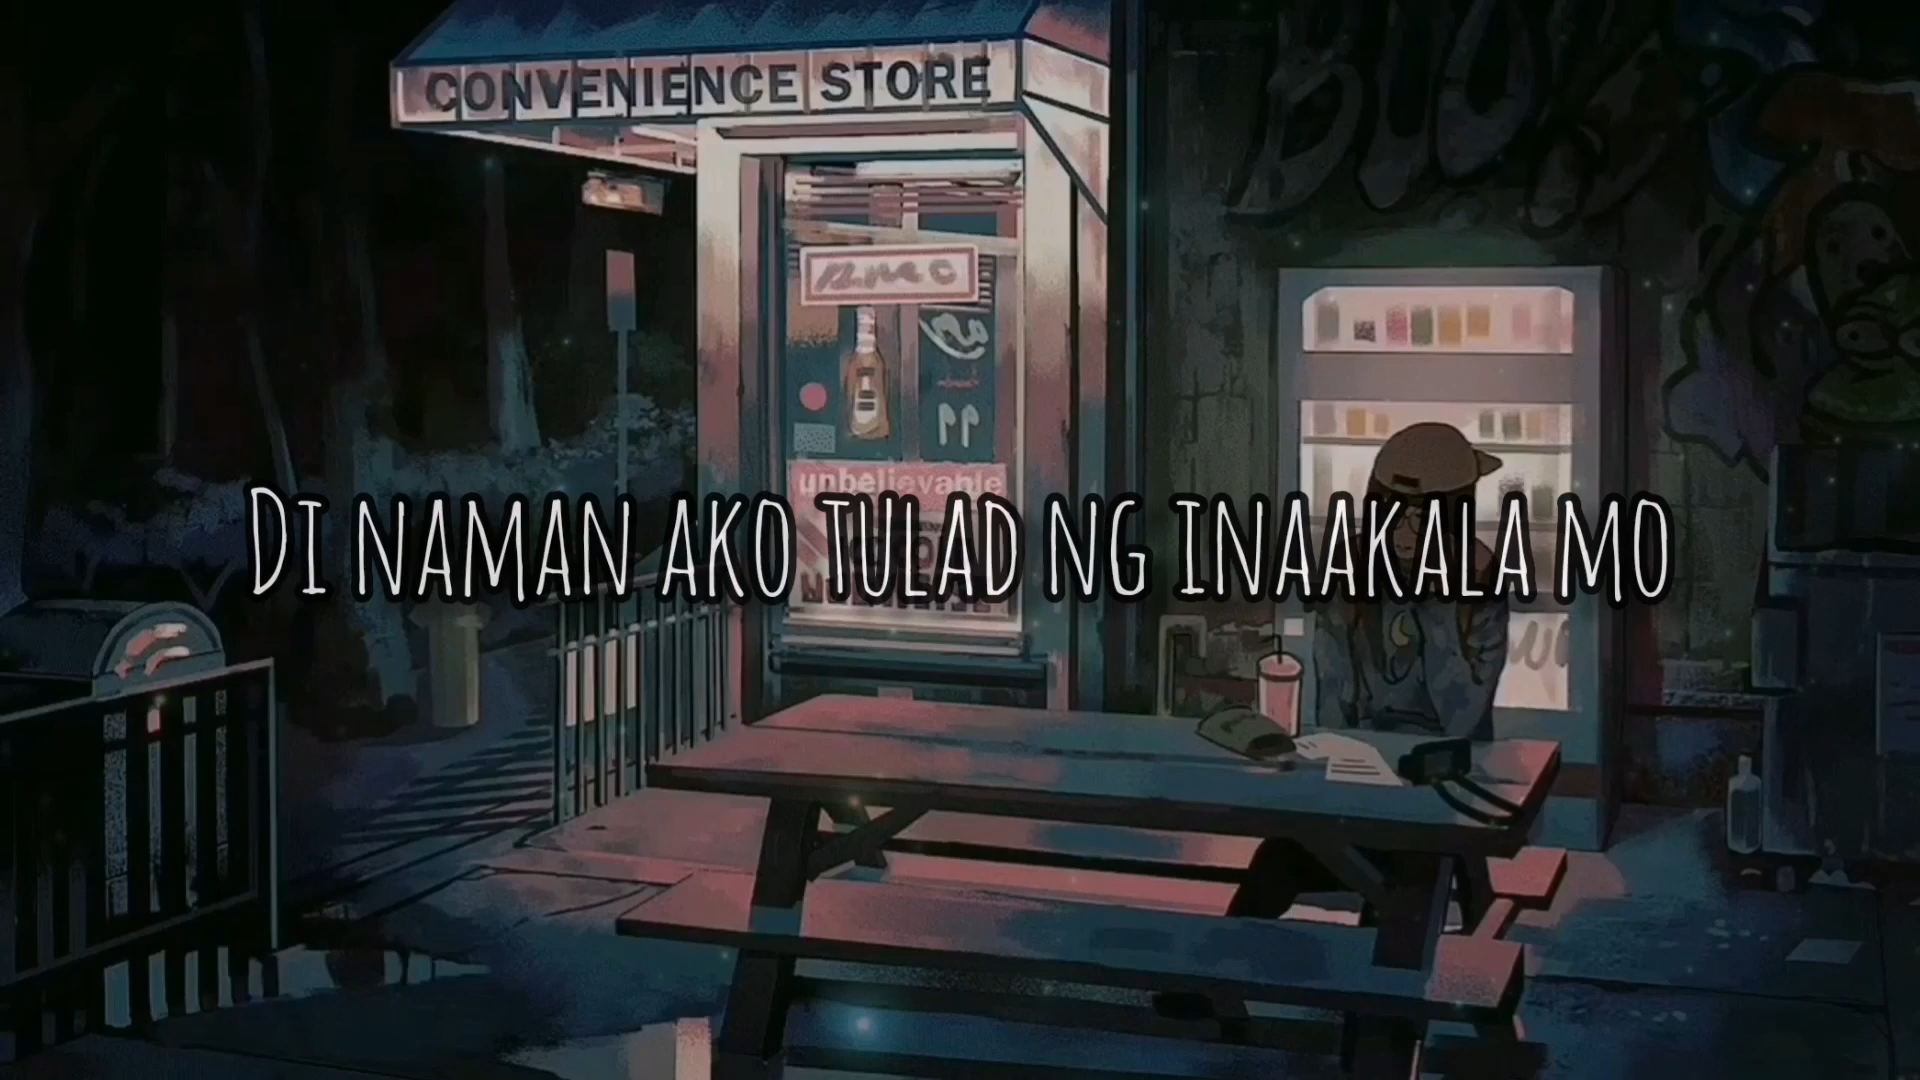 CONVENIENCE STORE
unbelievable
DI NAMAN AKO TULAD NG INAAKALA MO